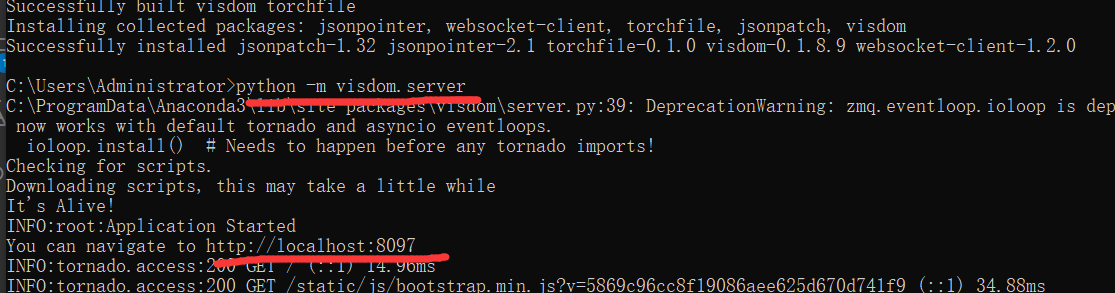 Successfully built visdom torchfile
Installing collected packages: jsonpointer, websocket-client, torchfile, jsonpatch, visdom
Successfully installed jsonpatch-1.32 jsonpointer-2.1 torchfile-0.1.0 visdom-0.1.8.9 websocket-client-1.2.0
C:\Users\Administrator>python -m visdom.server
C:\ProgramData\Anaconda3\lib\site-packages\visdom\server.py:39: DeprecationWarning: zmq.eventloop.ioloop is dep
now works with default tornado and asyncio eventloops.
ioloop.install()  # Needs to happen before any tornado imports!
Checking for scripts.
Downloading scripts, this may take a little while
It's Alive!
INFO:root:Application Started
You can navigate to http://localhost:8097
INFO:tornado.access:200 GET / (::1) 14.96ms
INFO:tornado.access:200 GET /static/js/bootstrap.min.js?v=5869c96cc8f19086aee625d670d741f9 (::1) 34.88ms